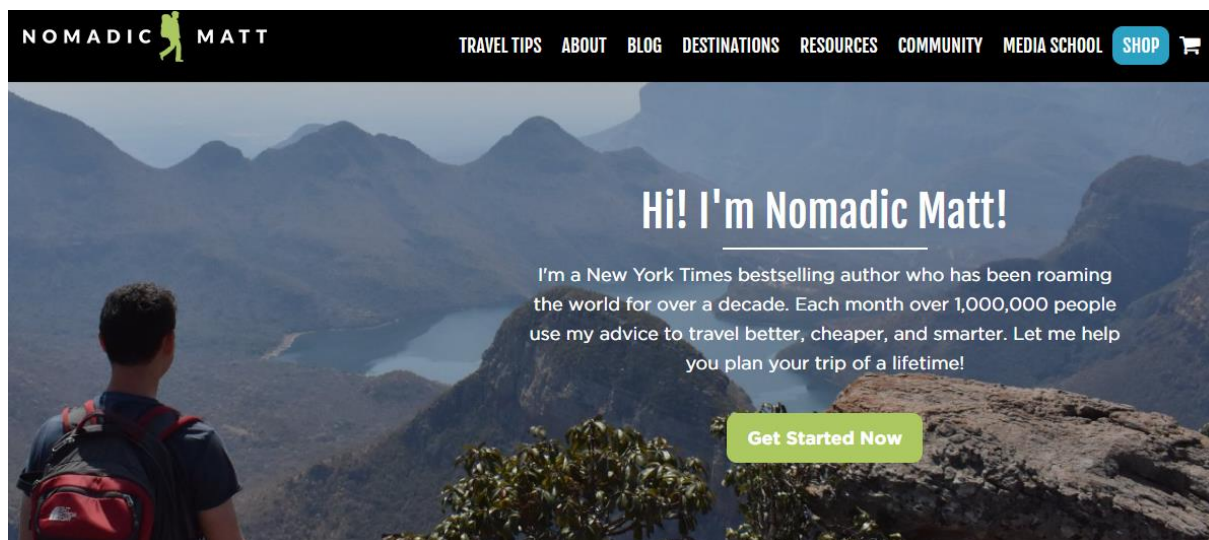 NOMADIC MATT
TRAVEL TIPS ABOUT BLOG DESTINATIONS RESOURCES COMMUNITY MEDIA SCHOOL SHOP
Hi! I'm Nomadic Matt!
I'm a New York Times bestselling author who has been roaming
the world for over a decade. Each month over 1,000,000 people
use my advice to travel better, cheaper, and smarter. Let me help
you plan your trip of a lifetime!
Get Started Now